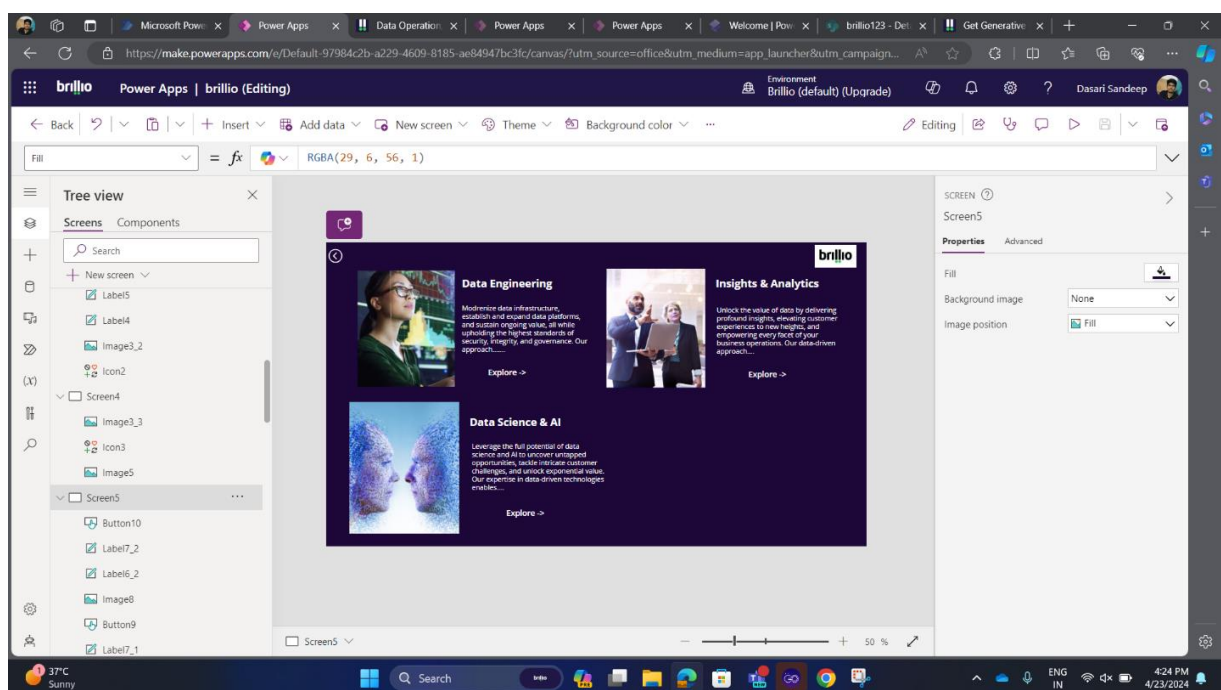 Microsoft Powe
Power Apps
Data Operation
Power Apps
Power Apps
Welcome | Pow
brillio123 - Det
Get Generative
https://make.powerapps.com/e/Default-97984c2b-a229-4609-8185-ae84947bc3fc/canvas/?utm_source=office&utm_medium=app_launcher&utm_campaign...
brillio
Power Apps | brillio (Editing)
Environment
Brillio (default) (Upgrade)
Dasari Sandeep
Back
Insert
Add data
New screen
Theme
Background color
Editing
Fill
= fx
RGBA(29, 6, 56, 1)
Tree view
Screens Components
Search
New screen
Label5
Label4
Image3_2
Icon2
Screen4
Image3_3
Icon3
Image5
Screen5
Button10
Label7_2
Label6_2
Image8
Button9
Label7_1
brillio
Data Engineering
Modrenize data infrastructure,
establish and expand data platforms,
and sustain ongoing value, all while
upholding the highest standards of
security, integrity, and governance. Our
approach......
Explore ->
Insights & Analytics
Unlock the value of data by delivering
profound insights, elevating customer
experiences to new heights, and
empowering every facet of your
business operations. Our data-driven
approach....
Explore ->
Data Science & AI
Leverage the full potential of data
science and AI to uncover untapped
opportunities, tackle intricate customer
challenges, and unlock exponential value.
Our expertise in data-driven technologies
enables....
Explore ->
SCREEN
Screen5
Properties Advanced
Fill
Background image None
Image position Fill
Screen5
50 %
37°C
Sunny
Search
ENG
IN
4:24 PM
4/23/2024